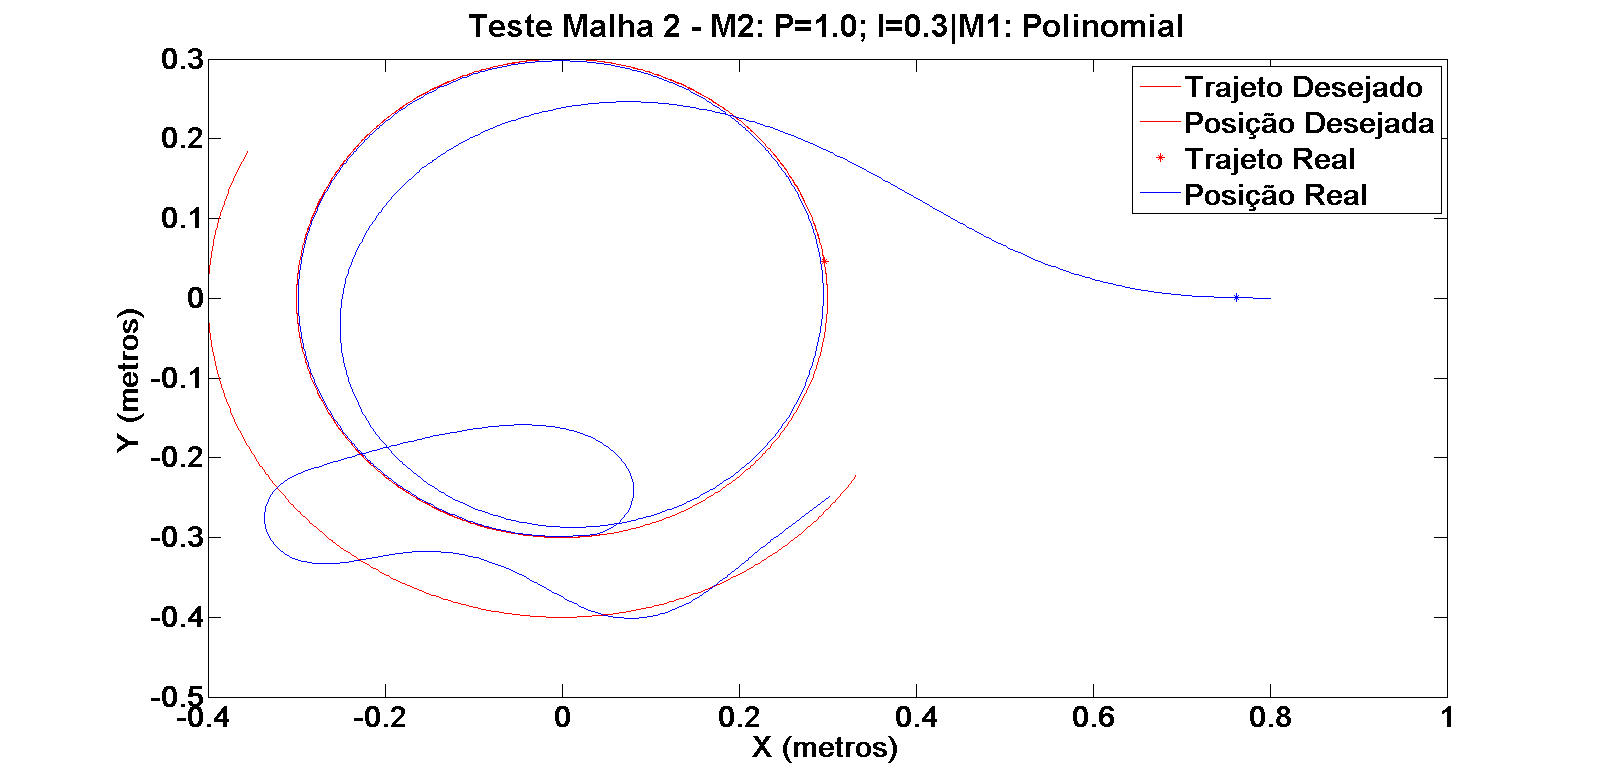 Teste Malha 2 - M2: P=1.0; I=0.3|M1: Polinomial
Trajeto Desejado
Posição Desejada
Trajeto Real
Posição Real
0.3
0.2
0.1
0
-0.1
-0.2
-0.3
-0.4
-0.5
Y (metros)
-0.4
-0.2
0
0.2
0.4
0.6
0.8
1
X (metros)